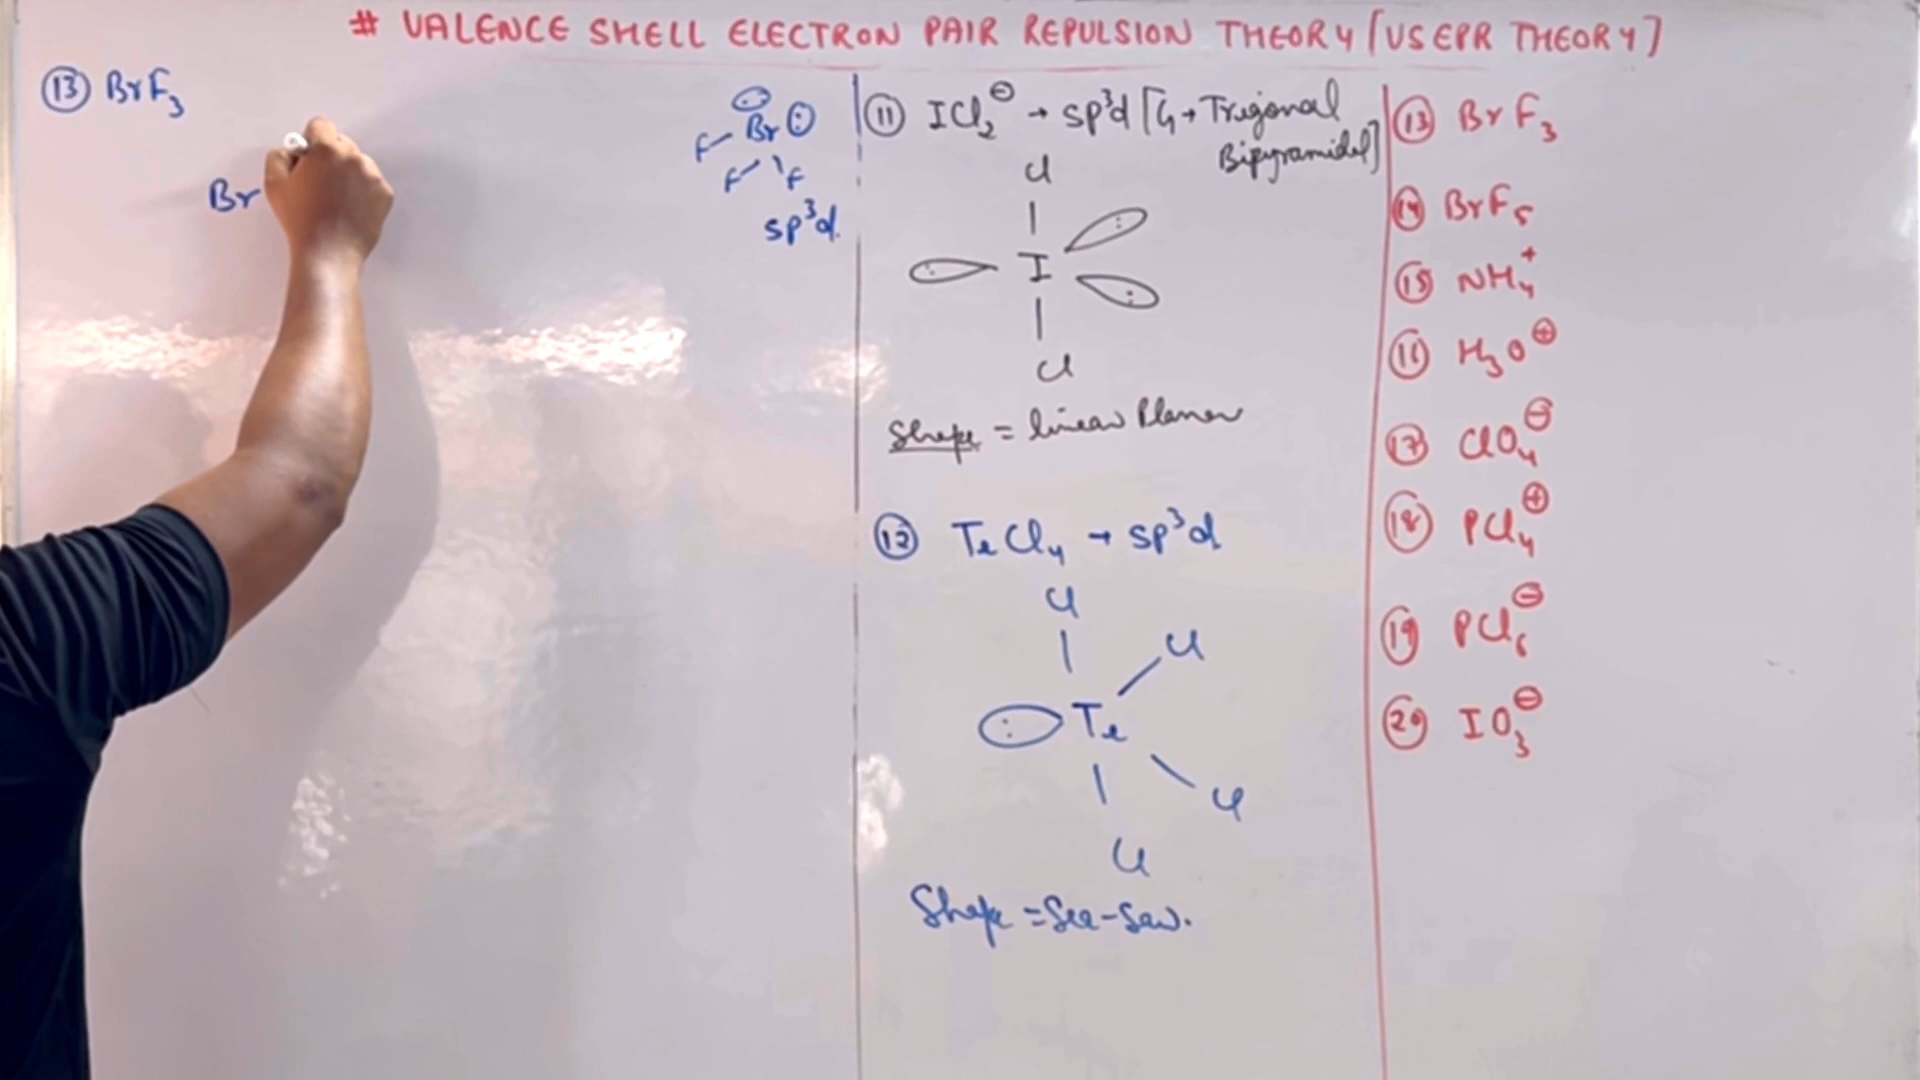 # VALENCE SHELL ELECTRON PAIR REPULSION THEORY [VSEPR THEORY]
⑬ BrF₃
Br
Br
F
F F
sp³d.
⑪ ICl₂⊖ → sp³d [G → Trigonal
Bipyramidal]
Cl
I
Cl
Shape = linear Planar
⑫ TeCl₄ → sp³d
Cl
Cl
Te
Cl
Cl
Shape = See-Saw.
⑬ BrF₃
⑭ BrF₅
⑮ NH₄⁺
⑯ H₃O⊕
⑰ ClO₄⊖
⑱ PCl₄⊕
⑲ PCl₆⊖
⑳ IO₃⊖